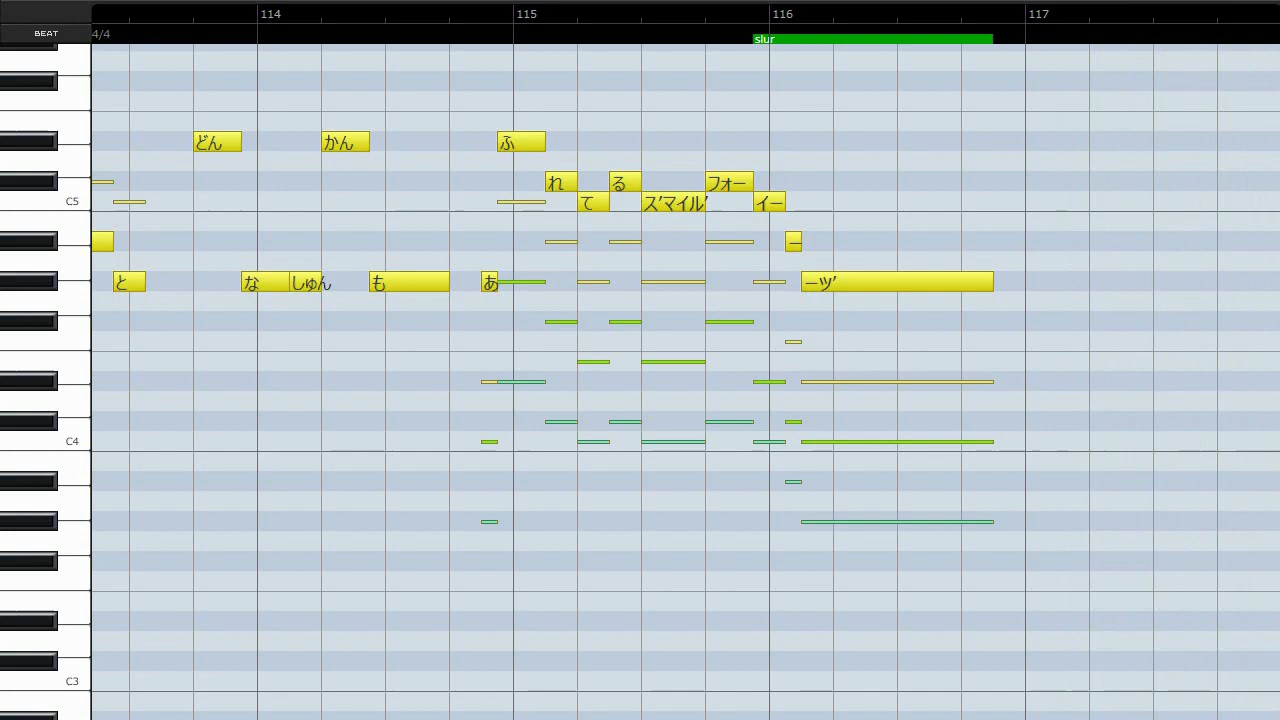 114 115 116 117
BEAT 4/4 slur
どん かん ふ
れ る フォー
C5 て ス'マイル' イー
ー
と な しゅん も あ ーツ'
C4
C3